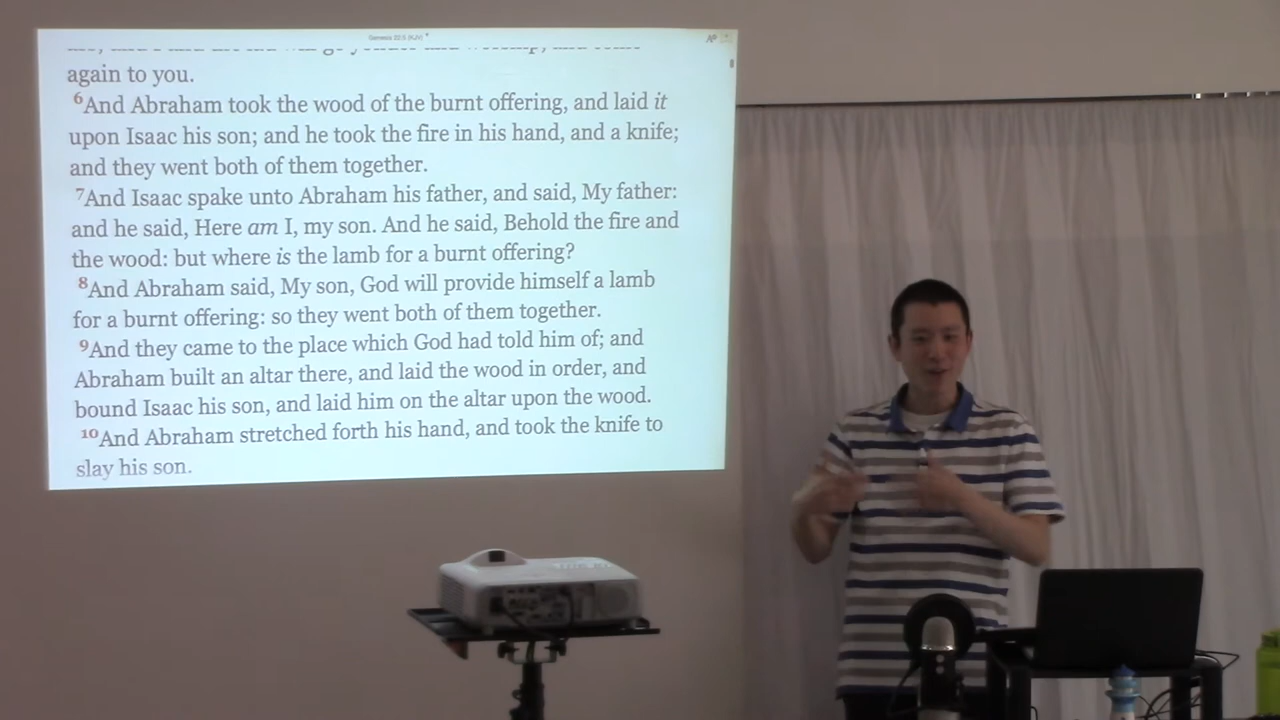 Genesis 22:5 (KJV)
again to you.
6And Abraham took the wood of the burnt offering, and laid it
upon Isaac his son; and he took the fire in his hand, and a knife;
and they went both of them together.
7And Isaac spake unto Abraham his father, and said, My father:
and he said, Here am I, my son. And he said, Behold the fire and
the wood: but where is the lamb for a burnt offering?
8And Abraham said, My son, God will provide himself a lamb
for a burnt offering: so they went both of them together.
9And they came to the place which God had told him of; and
Abraham built an altar there, and laid the wood in order, and
bound Isaac his son, and laid him on the altar upon the wood.
10And Abraham stretched forth his hand, and took the knife to
slay his son.